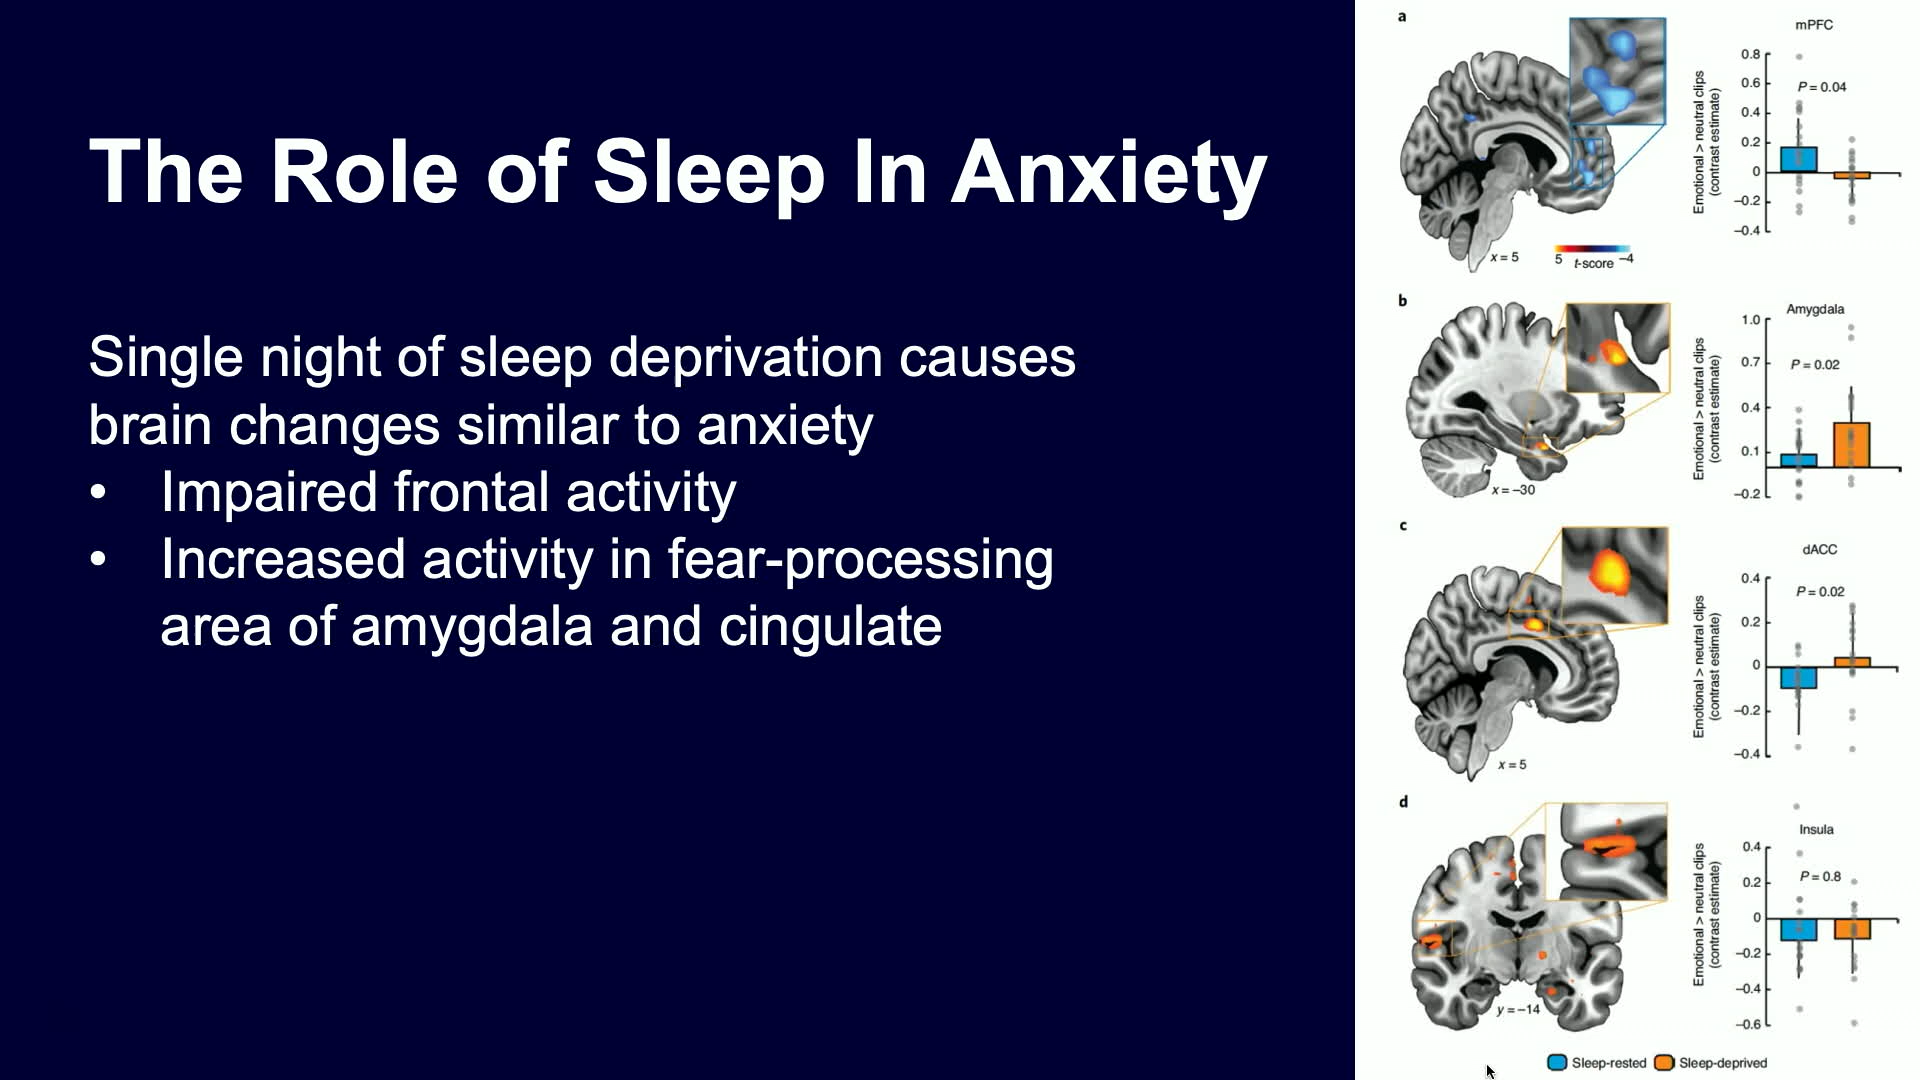 The Role of Sleep In Anxiety
Single night of sleep deprivation causes
brain changes similar to anxiety
• Impaired frontal activity
• Increased activity in fear-processing
area of amygdala and cingulate
a
x = 5
5 t-score −4
mPFC
P = 0.04
Emotional > neutral clips
(contrast estimate)
0.8
0.6
0.4
0.2
0
−0.2
−0.4
b
x = −30
Amygdala
P = 0.02
Emotional > neutral clips
(contrast estimate)
1.0
0.7
0.4
0.1
−0.2
c
x = 5
dACC
P = 0.02
Emotional > neutral clips
(contrast estimate)
0.4
0.2
0
−0.2
−0.4
d
y = −14
Insula
P = 0.8
Emotional > neutral clips
(contrast estimate)
0.4
0.2
0
−0.2
−0.4
−0.6
Sleep-rested Sleep-deprived